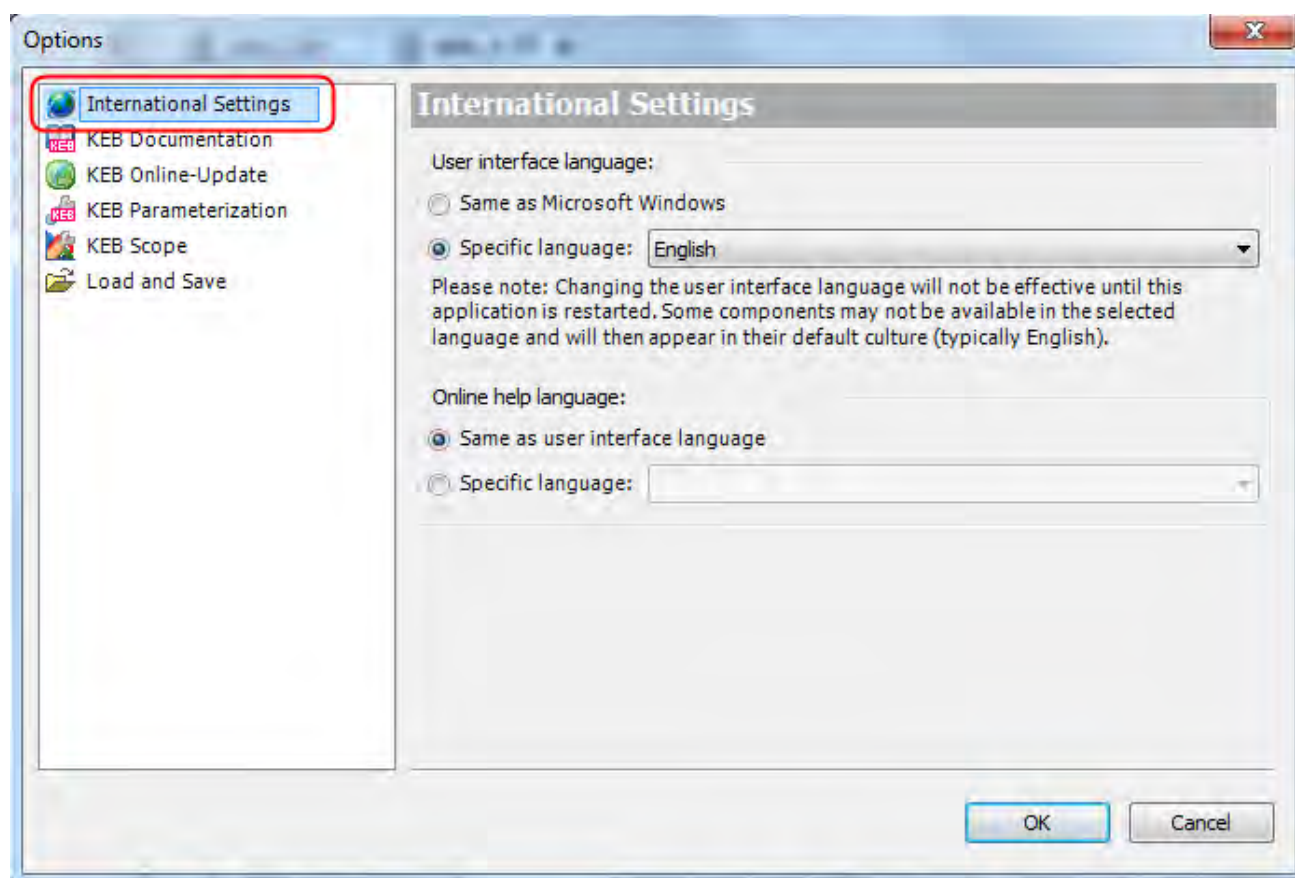 Options
International Settings
KEB Documentation
KEB Online-Update
KEB Parameterization
KEB Scope
Load and Save
International Settings
User interface language:
Same as Microsoft Windows
Specific language: English
Please note: Changing the user interface language will not be effective until this
application is restarted. Some components may not be available in the selected
language and will then appear in their default culture (typically English).
Online help language:
Same as user interface language
Specific language:
OK Cancel